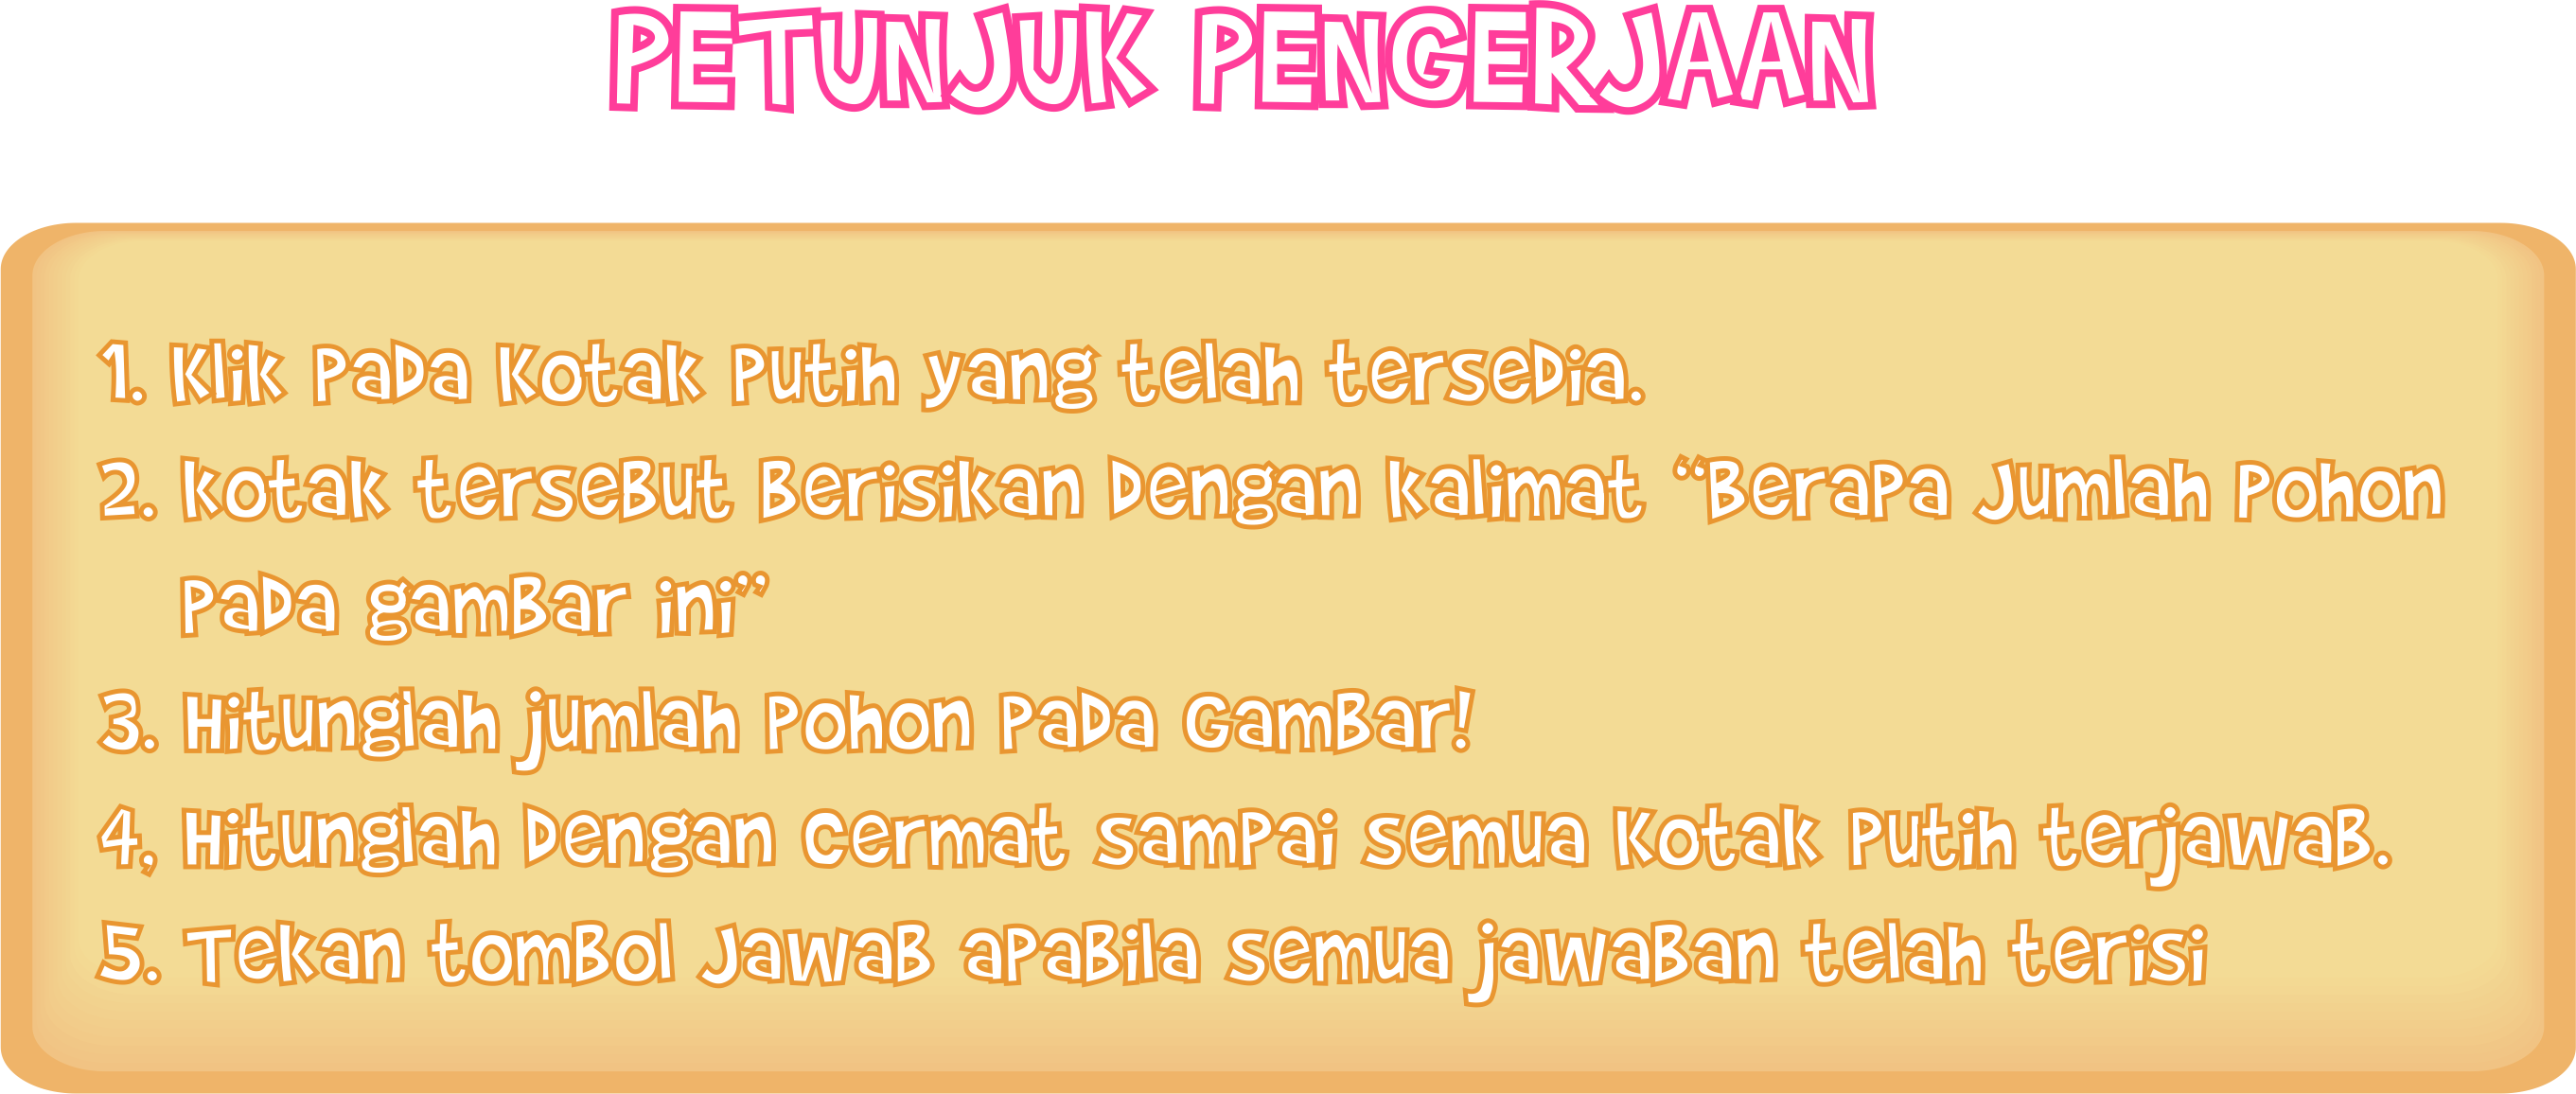 PETUNJUK PENGERJAAN
1. Klik pada Kotak Putih yang telah tersedia.
2. kotak tersebut Berisikan Dengan kalimat “Berapa Jumlah Pohon
pada gambar ini”
3. Hitunglah jumlah Pohon pada Gambar!
4, Hitunglah Dengan Cermat sampai semua Kotak Putih terjawab.
5. Tekan tombol Jawab apabila semua jawaban telah terisi